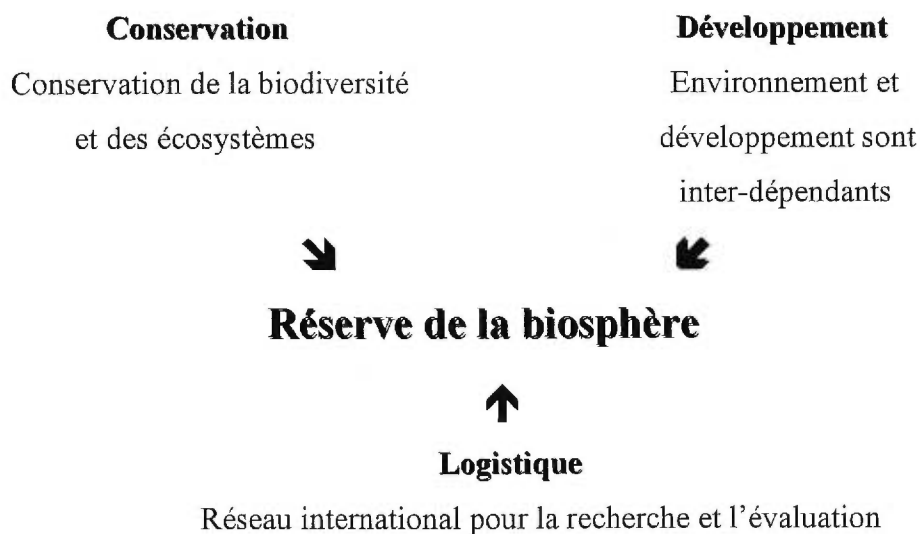 Conservation
Conservation de la biodiversité
et des écosystèmes
Développement
Environnement et
développement sont
inter-dépendants
Réserve de la biosphère
Logistique
Réseau international pour la recherche et l'évaluation